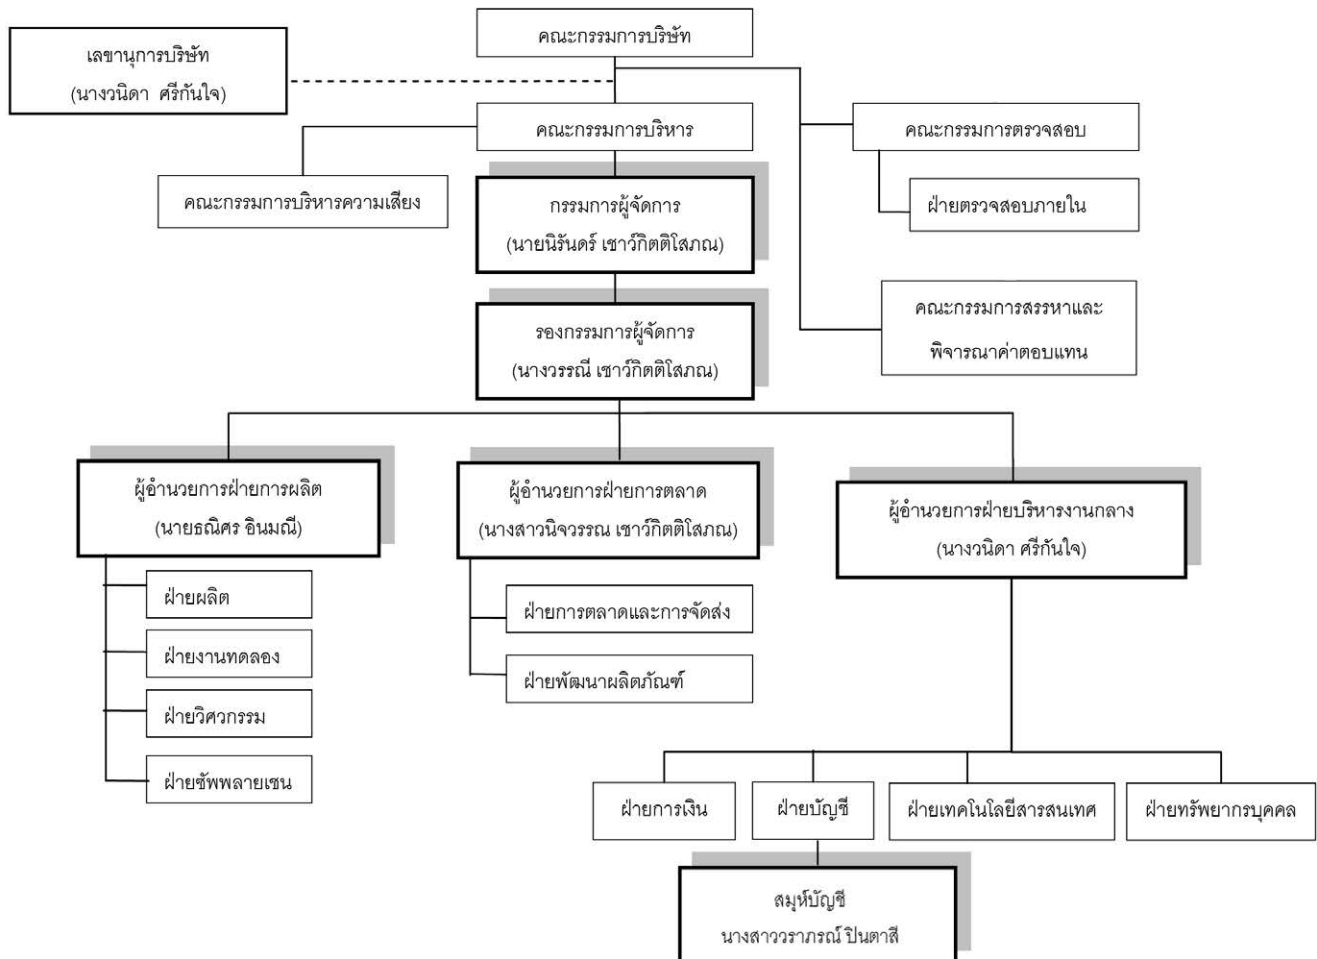 คณะกรรมการบริษัท
เลขานุการบริษัท
(นางวนิดา ศรีกันใจ)
คณะกรรมการบริหาร
คณะกรรมการตรวจสอบ
คณะกรรมการบริหารความเสี่ยง
ฝ่ายตรวจสอบภายใน
กรรมการผู้จัดการ
(นายนิรันดร์ เชาว์กิตติโสภณ)
คณะกรรมการสรรหาและ
พิจารณาค่าตอบแทน
รองกรรมการผู้จัดการ
(นางวรรณี เชาว์กิตติโสภณ)
ผู้อำนวยการฝ่ายการผลิต
(นายธณิศร อินมณี)
ฝ่ายผลิต
ฝ่ายงานทดลอง
ฝ่ายวิศวกรรม
ฝ่ายซัพพลายเชน
ผู้อำนวยการฝ่ายการตลาด
(นางสาวนิจวรรณ เชาว์กิตติโสภณ)
ฝ่ายการตลาดและการจัดส่ง
ฝ่ายพัฒนาผลิตภัณฑ์
ผู้อำนวยการฝ่ายบริหารงานกลาง
(นางวนิดา ศรีกันใจ)
ฝ่ายการเงิน
ฝ่ายบัญชี
ฝ่ายเทคโนโลยีสารสนเทศ
ฝ่ายทรัพยากรบุคคล
สมุห์บัญชี
นางสาววราภรณ์ ปินตาสี